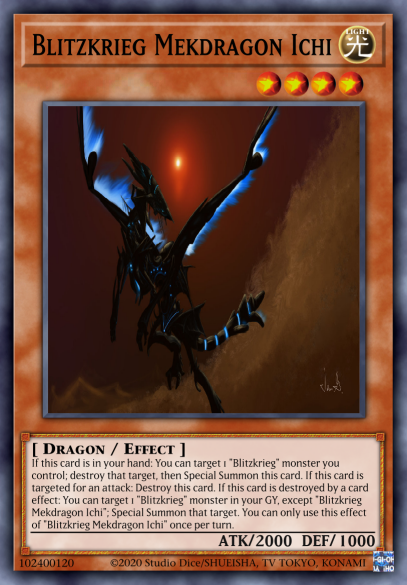 Blitzkrieg Mekdragon Ichi
LIGHT
光
[ Dragon / Effect ]
If this card is in your hand: You can target 1 "Blitzkrieg" monster you
control; destroy that target, then Special Summon this card. If this card is
targeted for an attack: Destroy this card. If this card is destroyed by a card
effect: You can target 1 "Blitzkrieg" monster in your GY, except "Blitzkrieg
Mekdragon Ichi"; Special Summon that target. You can only use this effect
of "Blitzkrieg Mekdragon Ichi" once per turn.
ATK/2000 DEF/1000
102400120 ©2020 Studio Dice/SHUEISHA, TV TOKYO, KONAMI